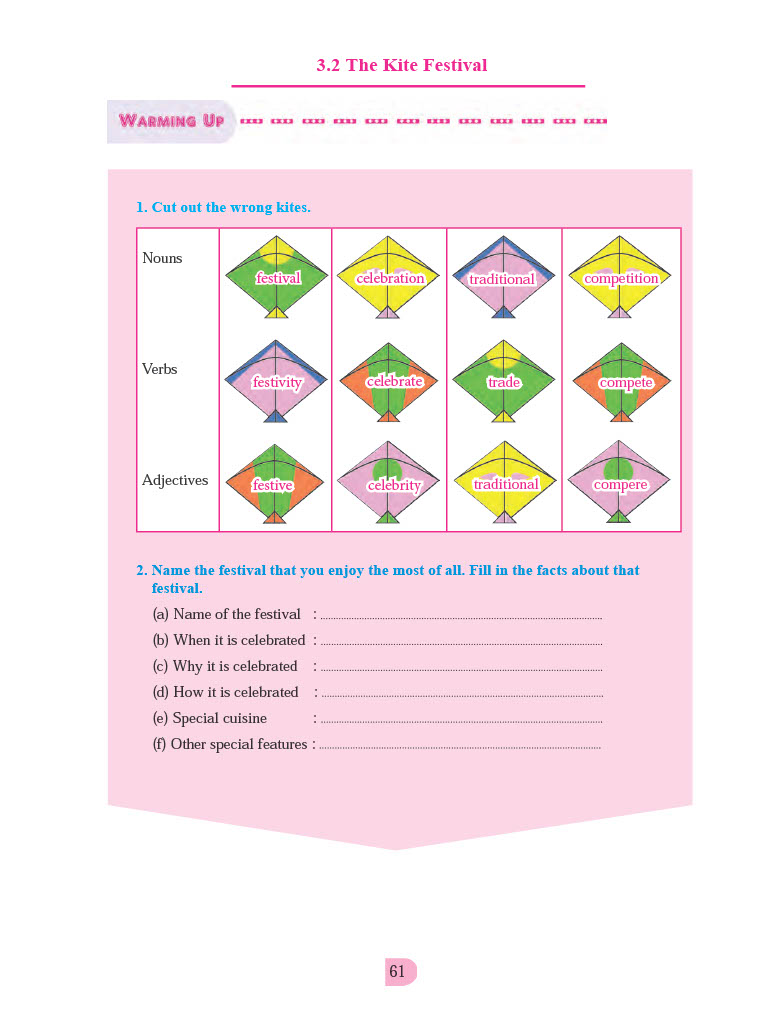 3.2 The Kite Festival
WARMING UP
1. Cut out the wrong kites.
Nouns festival celebration traditional competition
Verbs festivity celebrate trade compete
Adjectives festive celebrity traditional compere
2. Name the festival that you enjoy the most of all. Fill in the facts about that
festival.
(a) Name of the festival : ....................................................................................................
(b) When it is celebrated : ....................................................................................................
(c) Why it is celebrated : ....................................................................................................
(d) How it is celebrated : ....................................................................................................
(e) Special cuisine : ....................................................................................................
(f) Other special features : ....................................................................................................
61